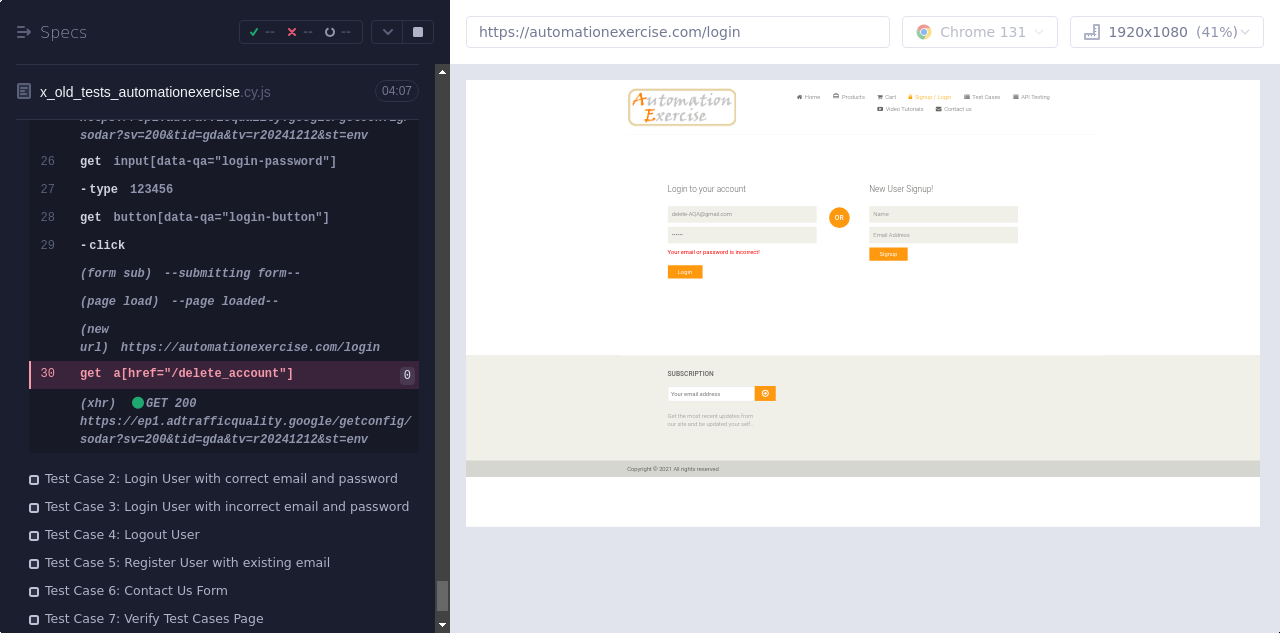 Specs
-- -- --
x_old_tests_automationexercise.cy.js 04:07
https://ep1.adtrafficquality.google/getconfig/
sodar?sv=200&tid=gda&tv=r20241212&st=env
26 get input[data-qa="login-password"]
27 -type 123456
28 get button[data-qa="login-button"]
29 -click
(form sub) --submitting form--
(page load) --page loaded--
(new
url) https://automationexercise.com/login
30 get a[href="/delete_account"] 0
(xhr) GET 200
https://ep1.adtrafficquality.google/getconfig/
sodar?sv=200&tid=gda&tv=r20241212&st=env
Test Case 2: Login User with correct email and password
Test Case 3: Login User with incorrect email and password
Test Case 4: Logout User
Test Case 5: Register User with existing email
Test Case 6: Contact Us Form
Test Case 7: Verify Test Cases Page
https://automationexercise.com/login
Chrome 131
1920x1080 (41%)
Automation
Exercise
Home Products Cart Signup / Login Test Cases API Testing
Video Tutorials Contact us
Login to your account
delete-AQA@gmail.com
••••••
Your email or password is incorrect!
Login
OR
New User Signup!
Name
Email Address
Signup
SUBSCRIPTION
Your email address
Get the most recent updates from
our site and be updated your self...
Copyright © 2021 All rights reserved